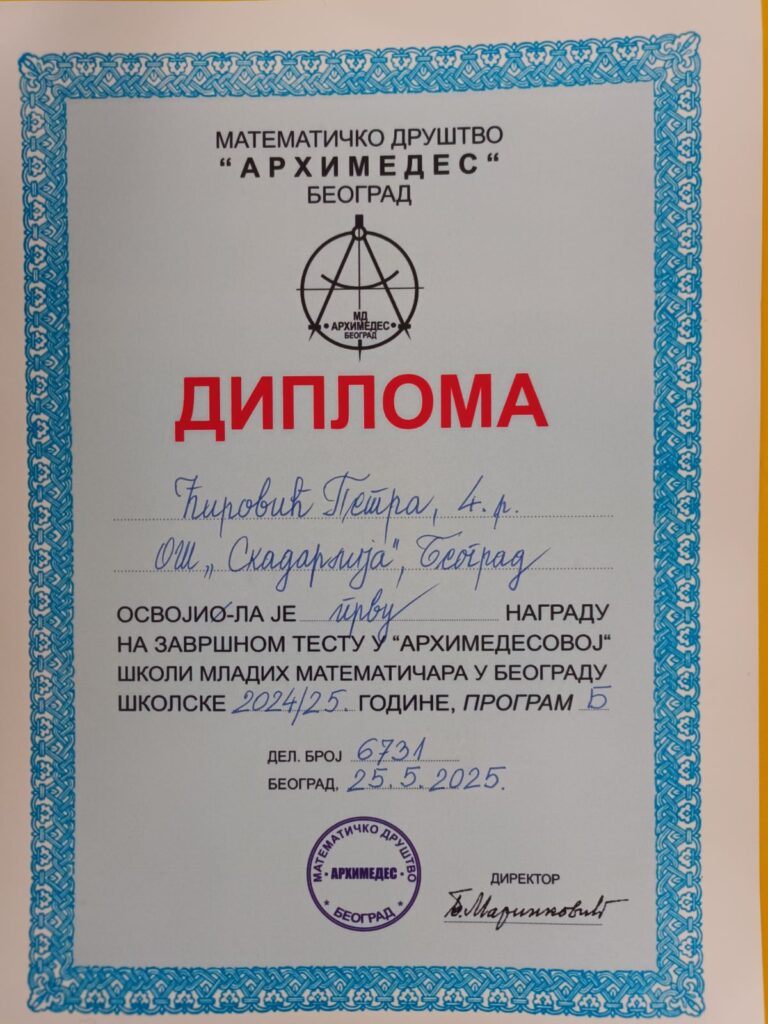 МАТЕМАТИЧКО ДРУШТВО
“АРХИМЕДЕС“
БЕОГРАД
МД
•АРХИМЕДЕС•
БЕОГРАД
ДИПЛОМА
Ћировић Петра, 4. р.
ОШ „Скадарлија”, Београд
ОСВОЈИО-ЛА ЈЕ прву НАГРАДУ
НА ЗАВРШНОМ ТЕСТУ У “АРХИМЕДЕСОВОЈ“
ШКОЛИ МЛАДИХ МАТЕМАТИЧАРА У БЕОГРАДУ
ШКОЛСКЕ 2024/25. ГОДИНЕ, ПРОГРАМ Б
ДЕЛ. БРОЈ 6731
БЕОГРАД, 25.5.2025.
МАТЕМАТИЧКО ДРУШТВО
•АРХИМЕДЕС•
* БЕОГРАД *
ДИРЕКТОР
Б. Маринковић